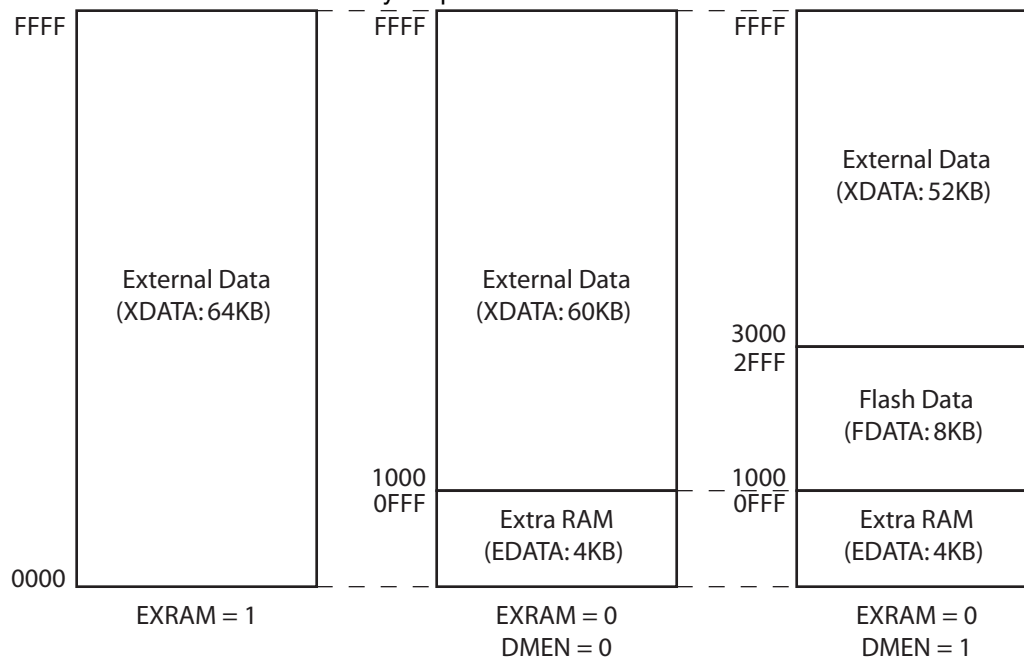 FFFF
External Data
(XDATA: 64KB)
0000
EXRAM = 1
FFFF
External Data
(XDATA: 60KB)
1000
0FFF
Extra RAM
(EDATA: 4KB)
EXRAM = 0
DMEN = 0
FFFF
External Data
(XDATA: 52KB)
3000
2FFF
Flash Data
(FDATA: 8KB)
1000
0FFF
Extra RAM
(EDATA: 4KB)
EXRAM = 0
DMEN = 1